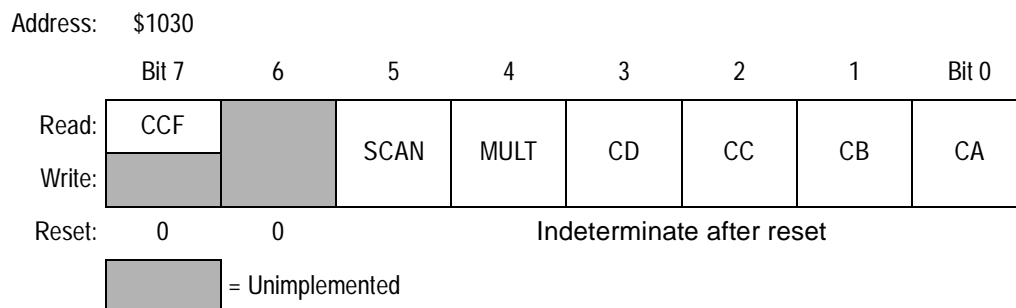 Address: $1030
Bit 7 6 5 4 3 2 1 Bit 0
Read: CCF
SCAN MULT CD CC CB CA
Write:
Reset: 0 0 Indeterminate after reset
= Unimplemented